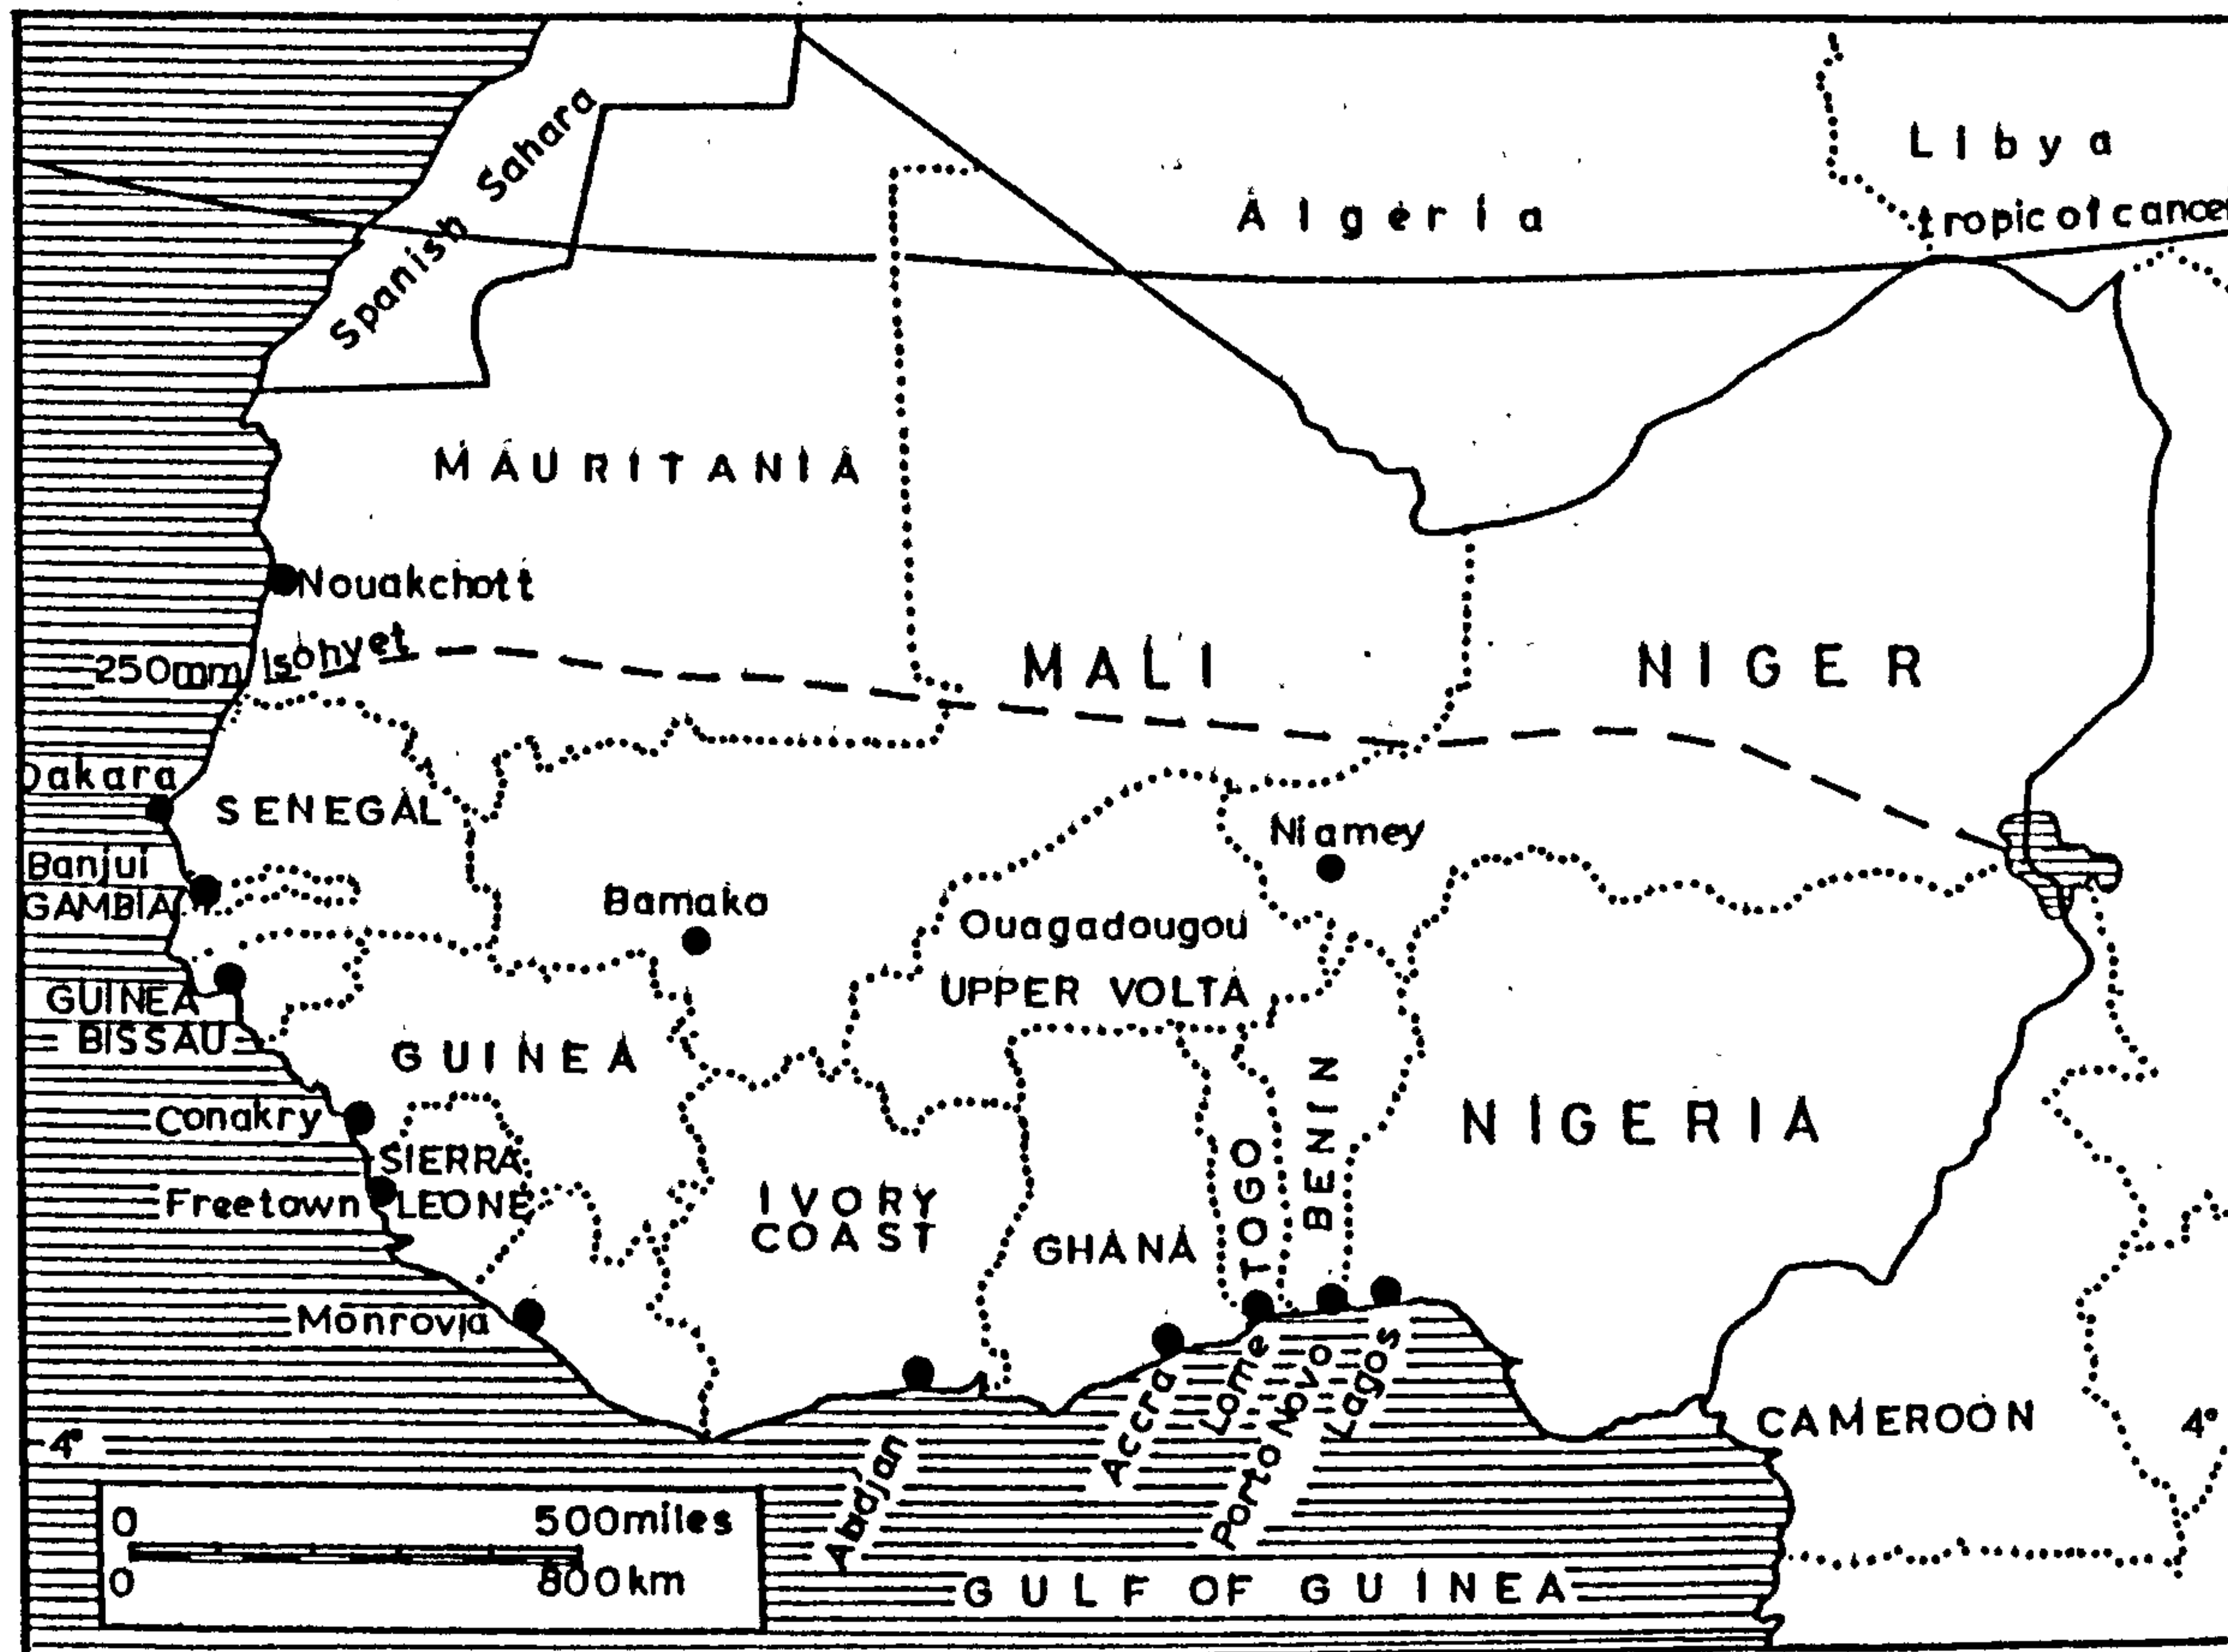 Libya
tropic of cancer
Algeria
Spanish Sahara
MAURITANIA
Nouakchott
250mm Isohyet
MALI
NIGER
Dakara
SENEGAL
Niamey
Banjui
GAMBIA
Bamako
Ouagadougou
UPPER VOLTA
GUINEA
BISSAU
GUINEA
BENIN
NIGERIA
Conakry
SIERRA
LEONE
Freetown
TOGO
IVORY
COAST
GHANA
Monrovia
Accra
Lome
Porto Novo
Lagos
Abidjan
CAMEROON
4°
4°
0
500miles
0
800km
GULF OF GUINEA